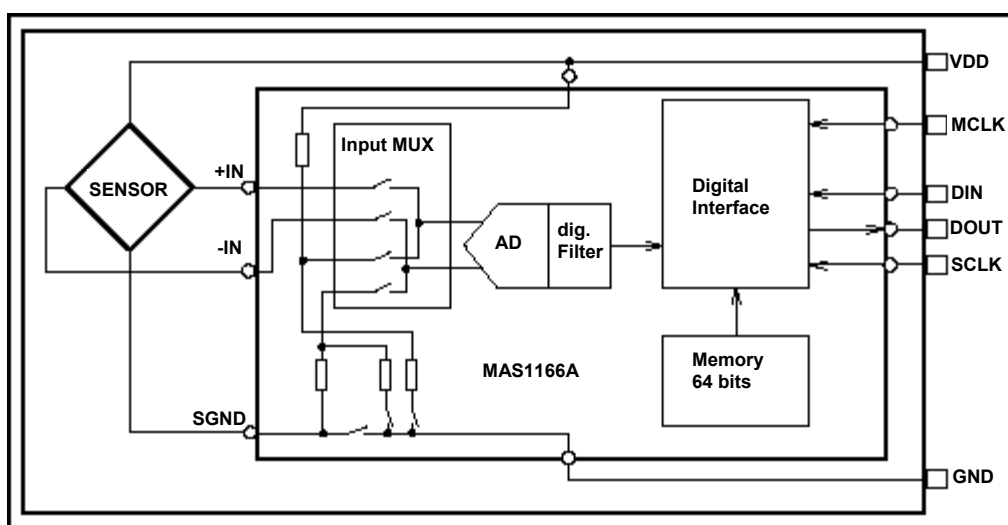 VDD
MCLK
Input MUX
+IN
SENSOR
Digital
Interface
DIN
dig.
Filter
AD
DOUT
-IN
SCLK
MAS1166A
Memory
64 bits
SGND
GND